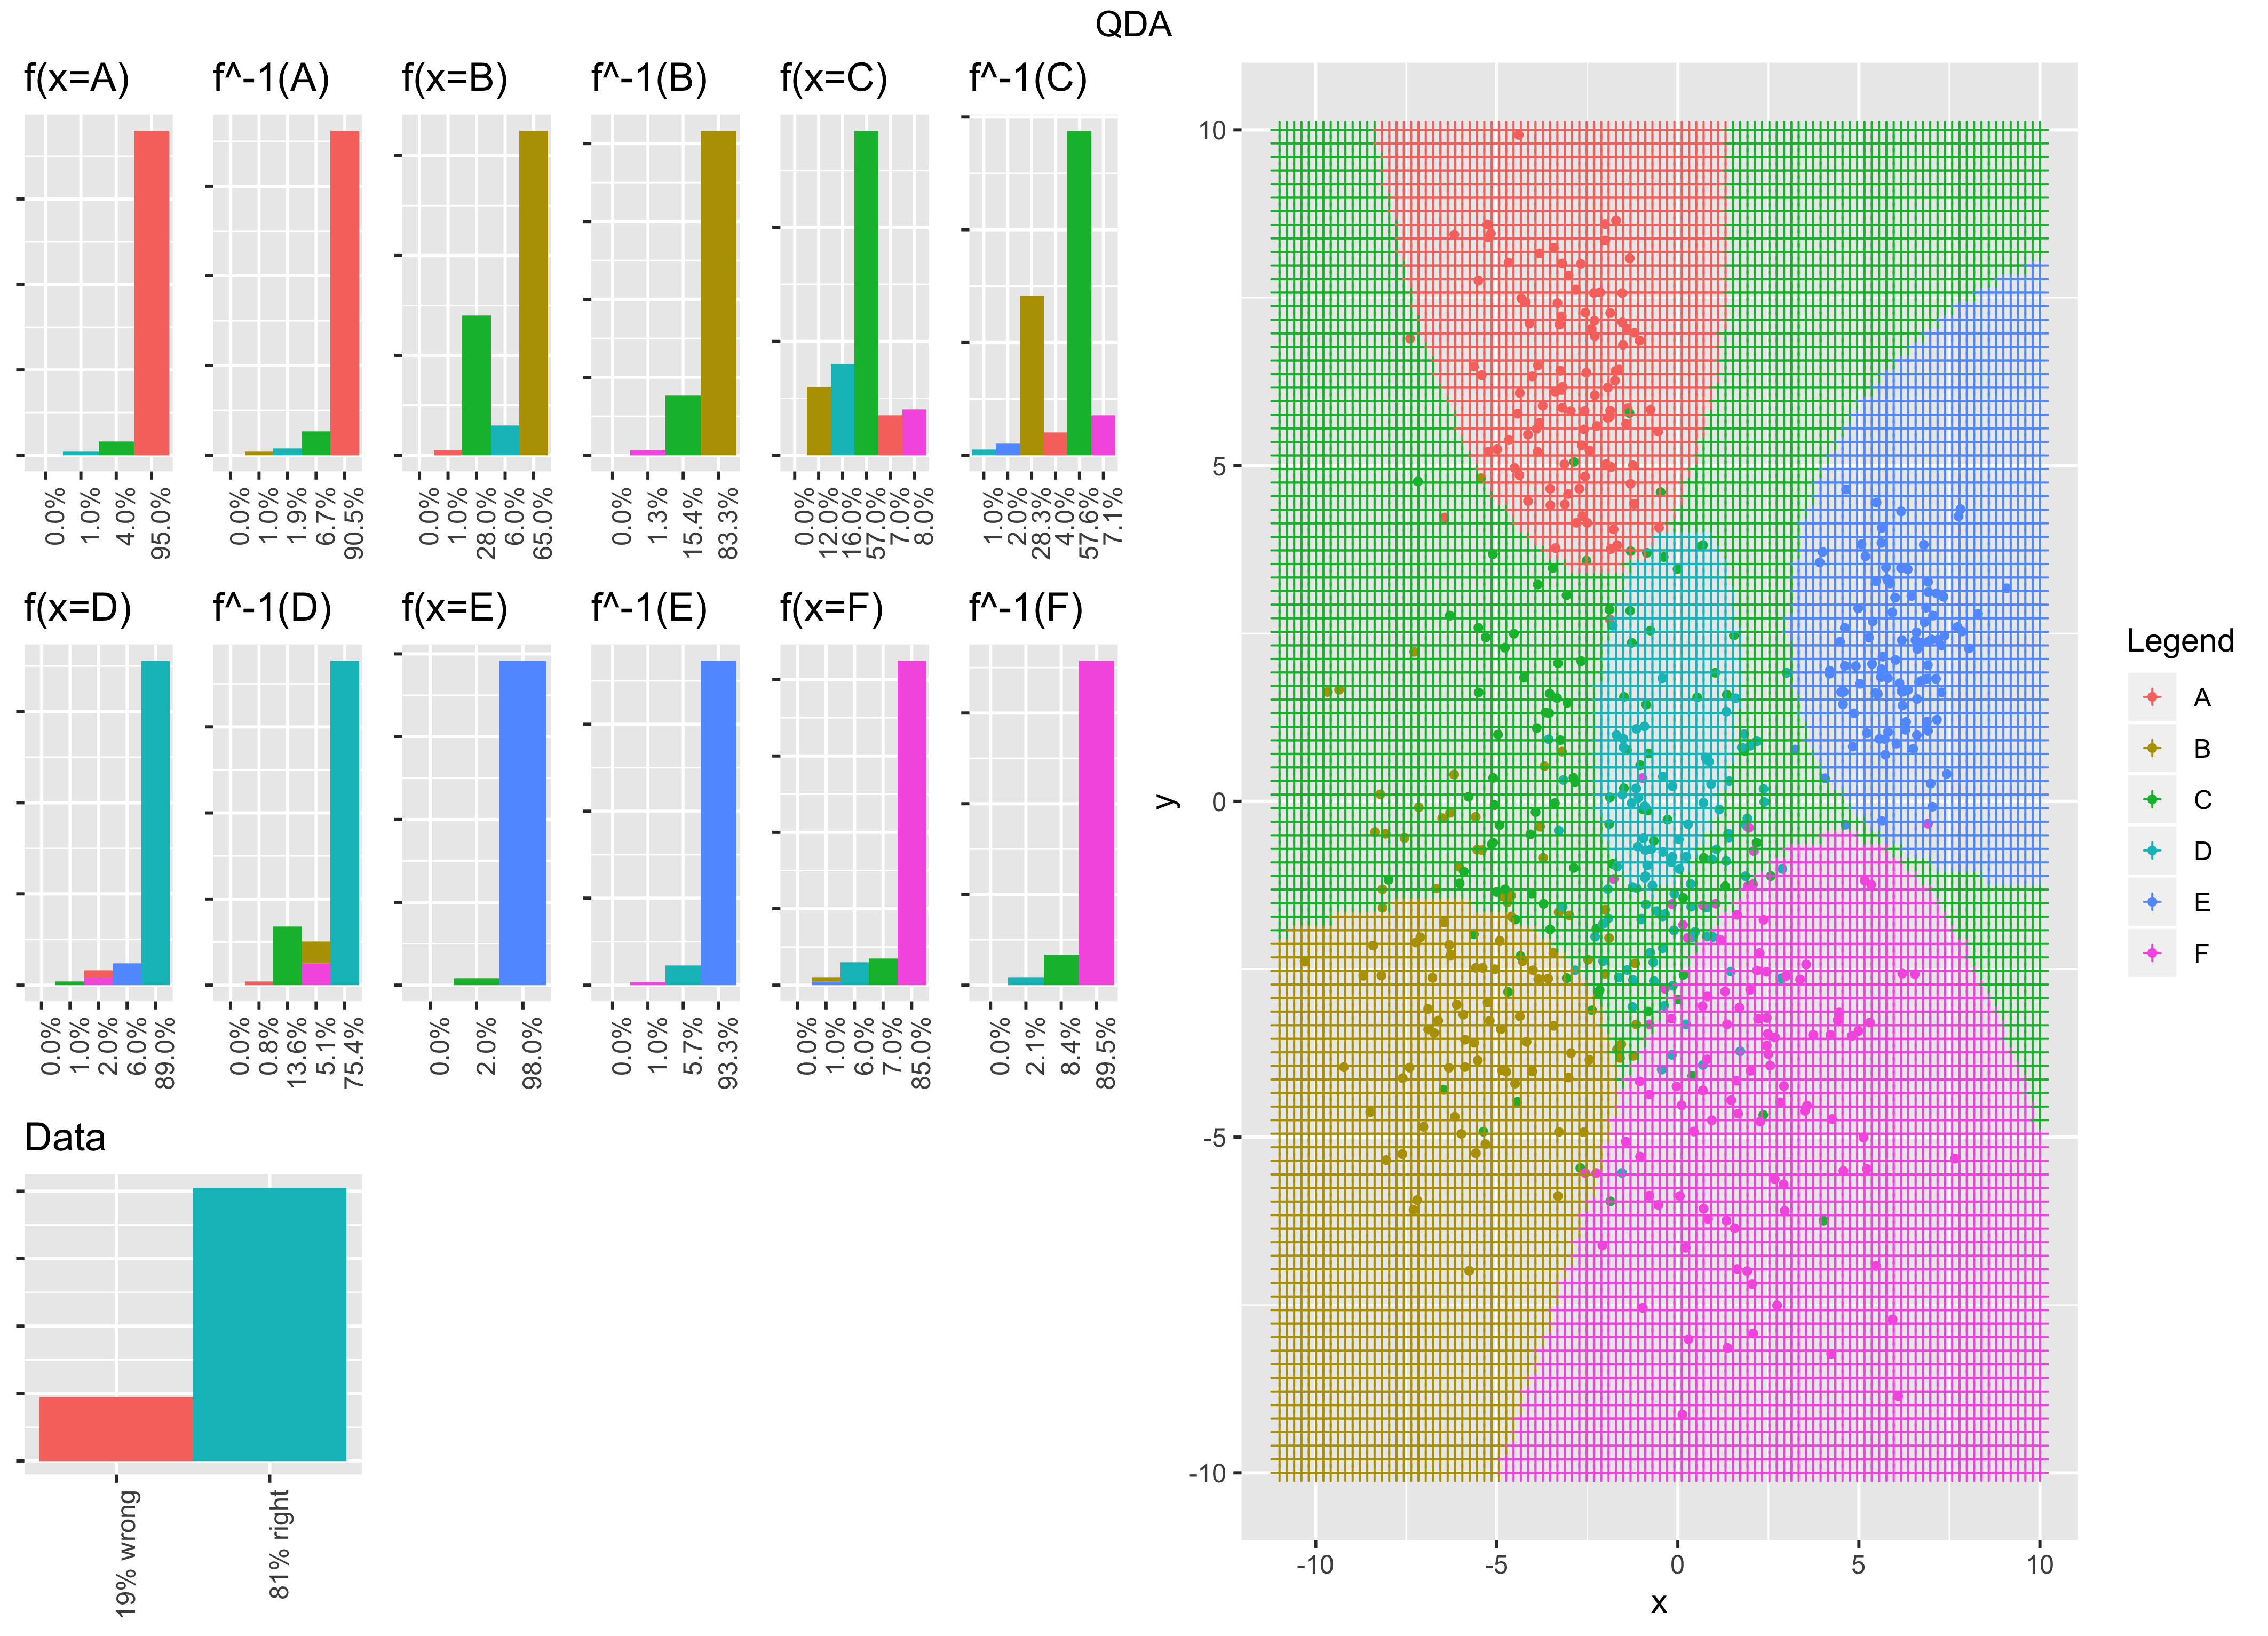 QDA
f(x=A) f^-1(A) f(x=B) f^-1(B) f(x=C) f^-1(C)
0.0% 1.0% 4.0% 95.0% 0.0% 1.0% 1.9% 6.7% 90.5% 0.0% 1.0% 28.0% 6.0% 65.0% 0.0% 1.3% 15.4% 83.3% 0.0% 12.0% 16.0% 57.0% 7.0% 8.0% 1.0% 2.0% 28.3% 4.0% 57.6% 7.1%
f(x=D) f^-1(D) f(x=E) f^-1(E) f(x=F) f^-1(F)
0.0% 1.0% 2.0% 6.0% 89.0% 0.0% 0.8% 13.6% 5.1% 75.4% 0.0% 2.0% 98.0% 0.0% 1.0% 5.7% 93.3% 0.0% 1.0% 6.0% 7.0% 85.0% 0.0% 2.1% 8.4% 89.5%
Data
19% wrong 81% right
10
5
0
-5
-10
y
-10 -5 0 5 10
x
Legend
A
B
C
D
E
F